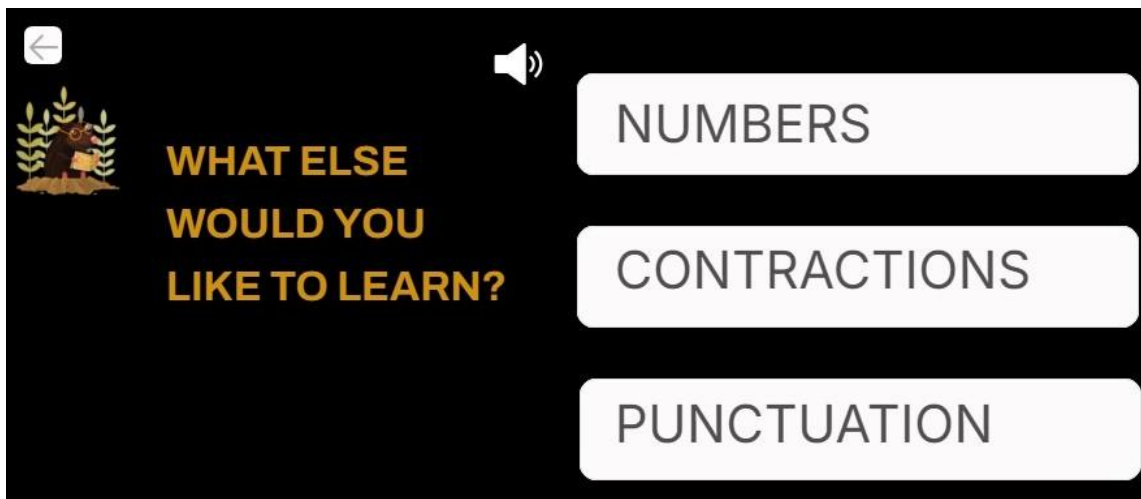 WHAT ELSE
WOULD YOU
LIKE TO LEARN?
NUMBERS
CONTRACTIONS
PUNCTUATION